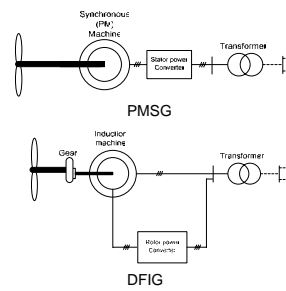 Synchronous
(PM)
Machine
Stator power
Converter
Transformer
PMSG
Induction
machine
Gear
Transformer
Rotor power
Converter
DFIG